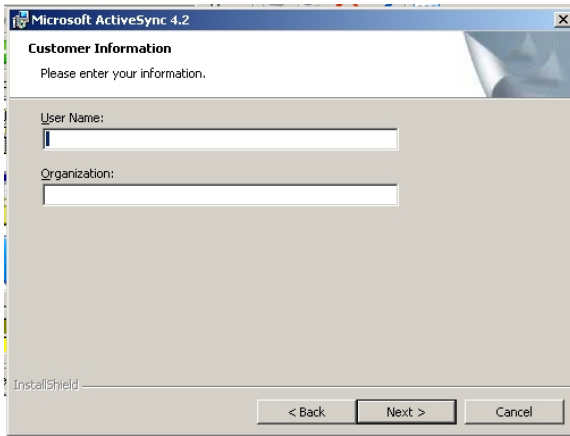 Microsoft ActiveSync 4.2
Customer Information
Please enter your information.
User Name:
Organization:
InstallShield
< Back Next > Cancel